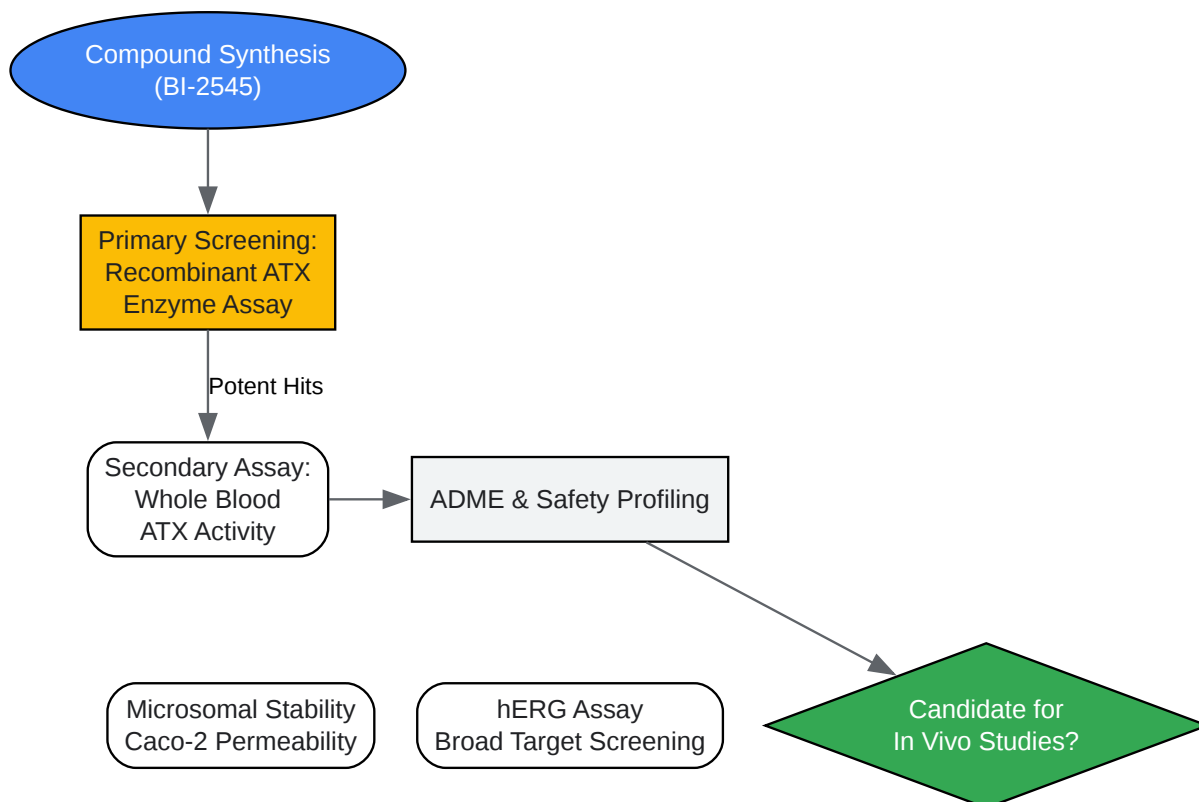 Compound Synthesis
(BI-2545)
Primary Screening:
Recombinant ATX
Enzyme Assay
Potent Hits
Secondary Assay:
Whole Blood
ATX Activity
ADME & Safety Profiling
Microsomal Stability
Caco-2 Permeability
hERG Assay
Broad Target Screening
Candidate for
In Vivo Studies?